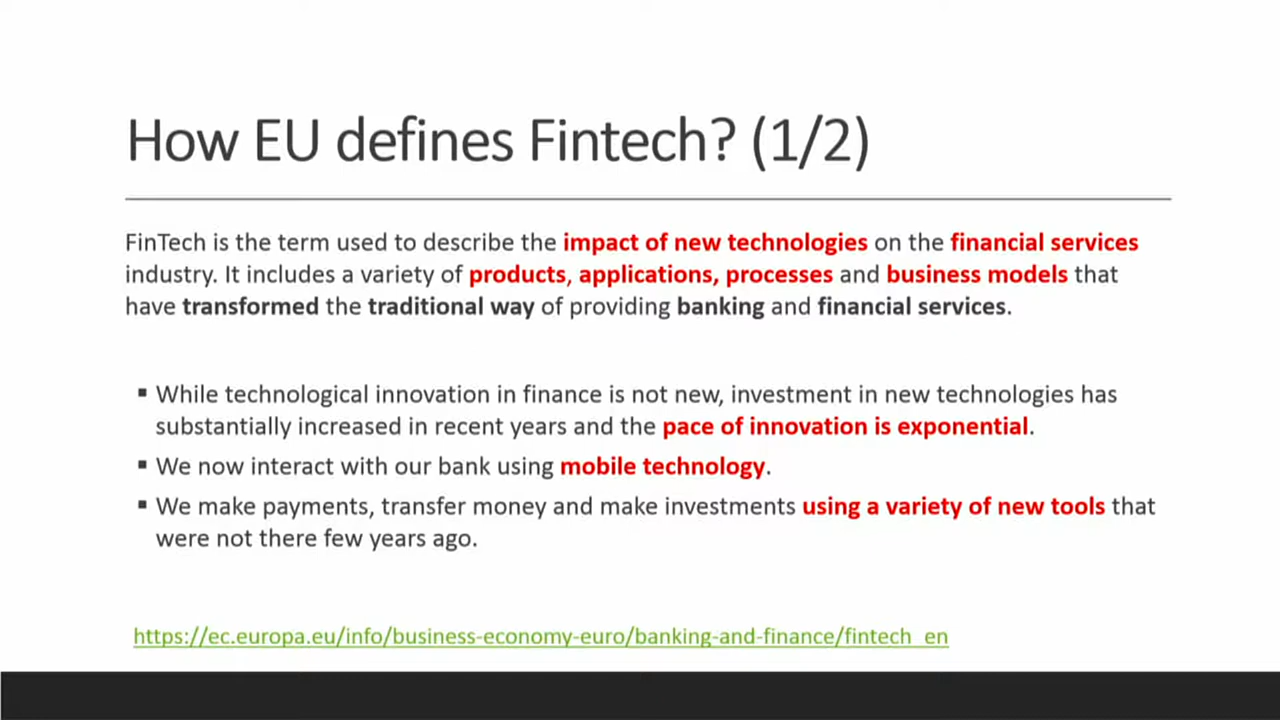 How EU defines Fintech? (1/2)
FinTech is the term used to describe the impact of new technologies on the financial services
industry. It includes a variety of products, applications, processes and business models that
have transformed the traditional way of providing banking and financial services.
▪ While technological innovation in finance is not new, investment in new technologies has
substantially increased in recent years and the pace of innovation is exponential.
▪ We now interact with our bank using mobile technology.
▪ We make payments, transfer money and make investments using a variety of new tools that
were not there few years ago.
https://ec.europa.eu/info/business-economy-euro/banking-and-finance/fintech_en